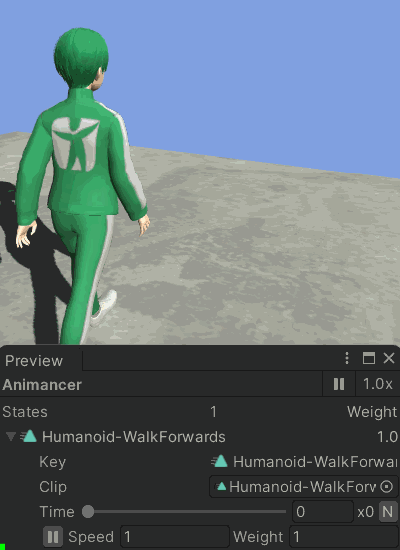 Preview
Animancer 1.0x
States 1 Weight
Humanoid-WalkForwards 1.0
Key Humanoid-WalkForwar
Clip Humanoid-WalkForw
Time 0 x0 N
Speed 1 Weight 1